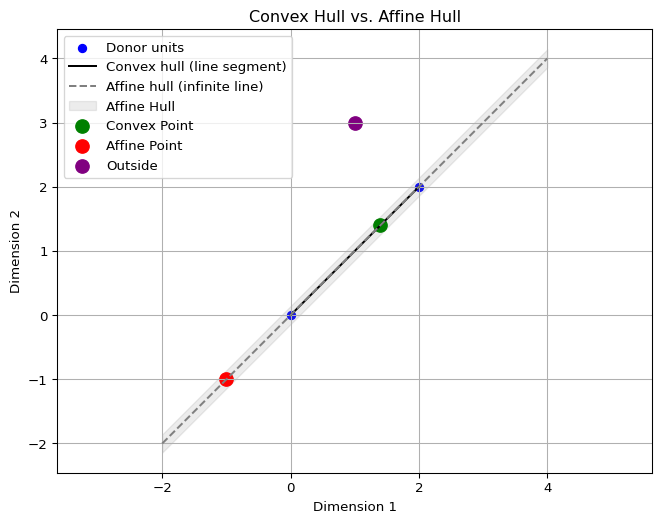 Convex Hull vs. Affine Hull
Donor units
Convex hull (line segment)
Affine hull (infinite line)
Affine Hull
Convex Point
Affine Point
Outside
4
3
2
1
0
−1
−2
Dimension 2
−2
0
2
4
Dimension 1